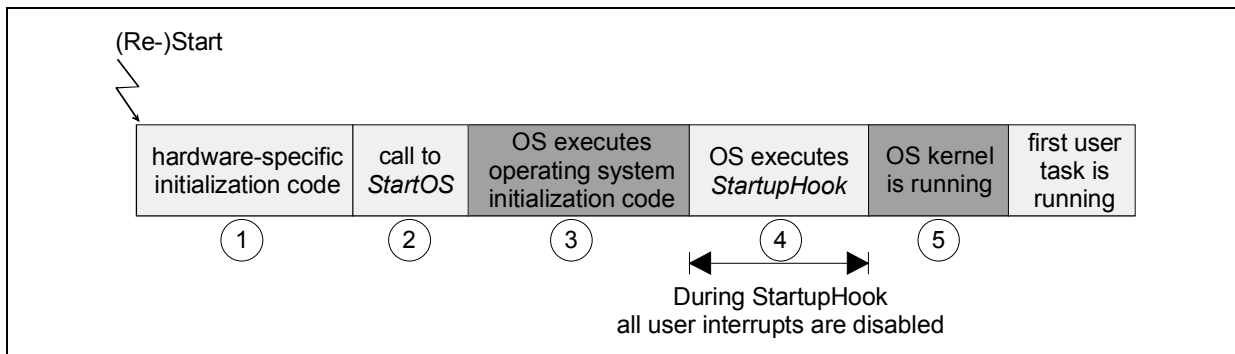 (Re-)Start
hardware-specific
initialization code
call to
StartOS
OS executes
operating system
initialization code
OS executes
StartupHook
OS kernel
is running
first user
task is
running
1
2
3
4
5
During StartupHook
all user interrupts are disabled